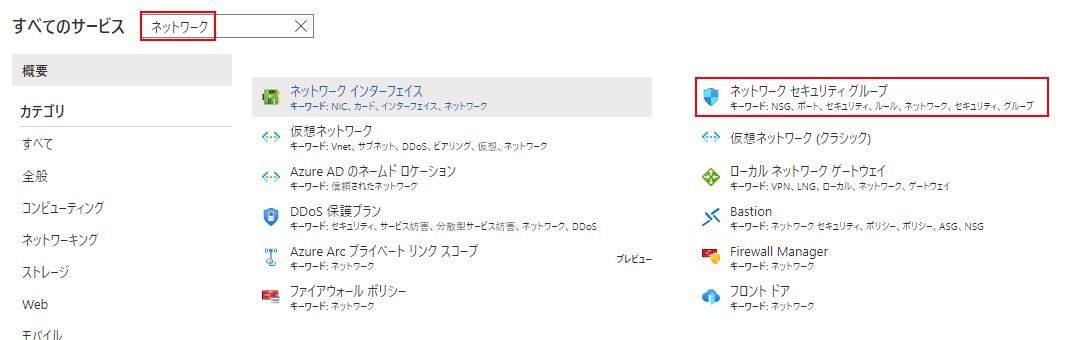 すべてのサービス
ネットワーク
概要
カテゴリ
すべて
全般
コンピューティング
ネットワーキング
ストレージ
Web
モバイル
ネットワーク インターフェイス
キーワード: NIC、カード、インターフェイス、ネットワーク
仮想ネットワーク
キーワード: Vnet、サブネット、DDoS、ピアリング、仮想、ネットワーク
Azure AD のネームド ロケーション
キーワード: 信頼されたネットワーク
DDoS 保護プラン
キーワード: セキュリティ、サービス妨害、分散型サービス妨害、ネットワーク、DDoS
Azure Arc プライベート リンク スコープ
キーワード: ネットワーク
プレビュー
ファイアウォール ポリシー
キーワード: ネットワーク
ネットワーク セキュリティ グループ
キーワード: NSG、ポート、セキュリティ、ルール、ネットワーク、セキュリティ、グループ
仮想ネットワーク (クラシック)
ローカル ネットワーク ゲートウェイ
キーワード: VPN、LNG、ローカル、ネットワーク、ゲートウェイ
Bastion
キーワード: ネットワーク セキュリティ、ポリシー、ポリシー、ASG、NSG
Firewall Manager
キーワード: ネットワーク
フロント ドア
キーワード: ネットワーク